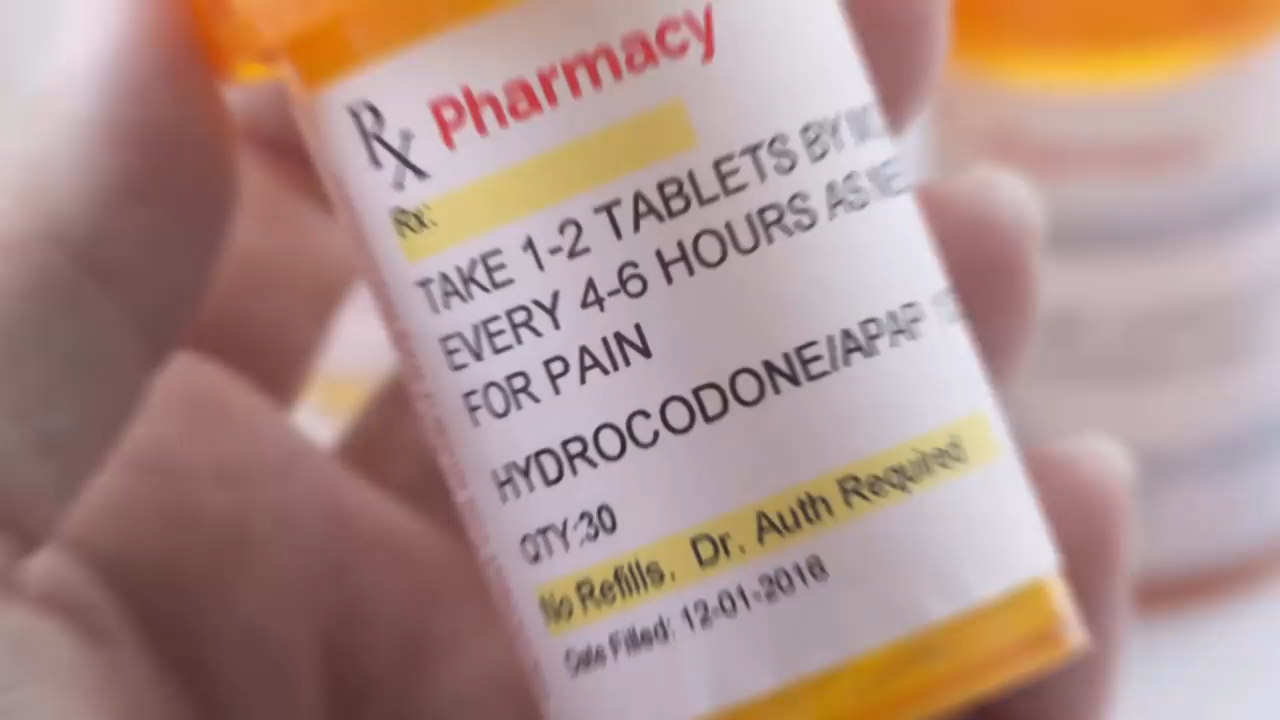 Rx Pharmacy
Rx:
TAKE 1-2 TABLETS BY
EVERY 4-6 HOURS AS
FOR PAIN
HYDROCODONE/APAP
QTY:30
No Refills. Dr. Auth Required
Date Filled: 12-01-2016